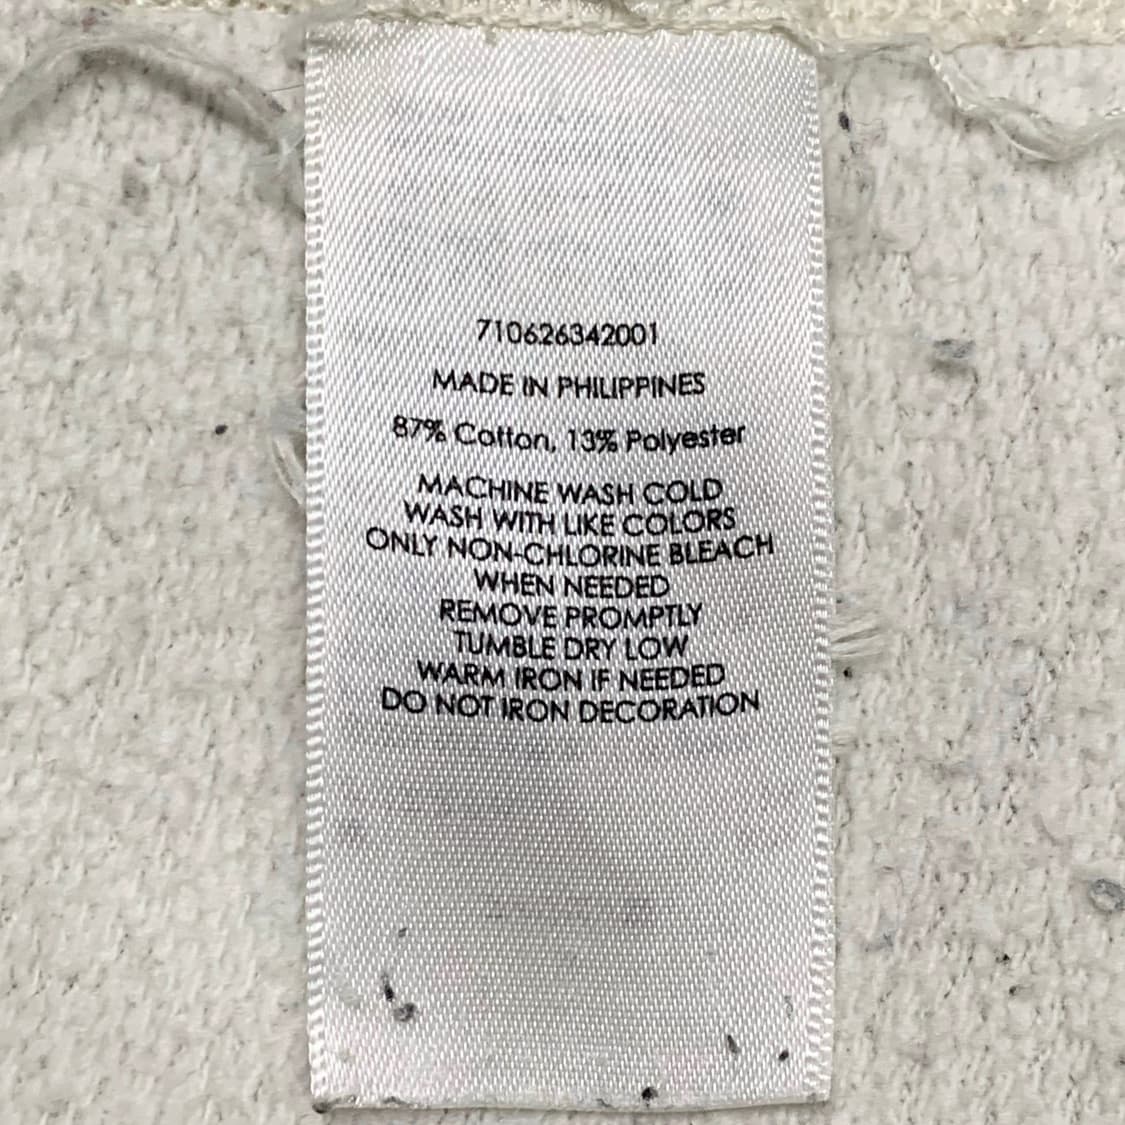 710626342001
MADE IN PHILIPPINES
87% Cotton, 13% Polyester
MACHINE WASH COLD
WASH WITH LIKE COLORS
ONLY NON-CHLORINE BLEACH
WHEN NEEDED
REMOVE PROMPTLY
TUMBLE DRY LOW
WARM IRON IF NEEDED
DO NOT IRON DECORATION